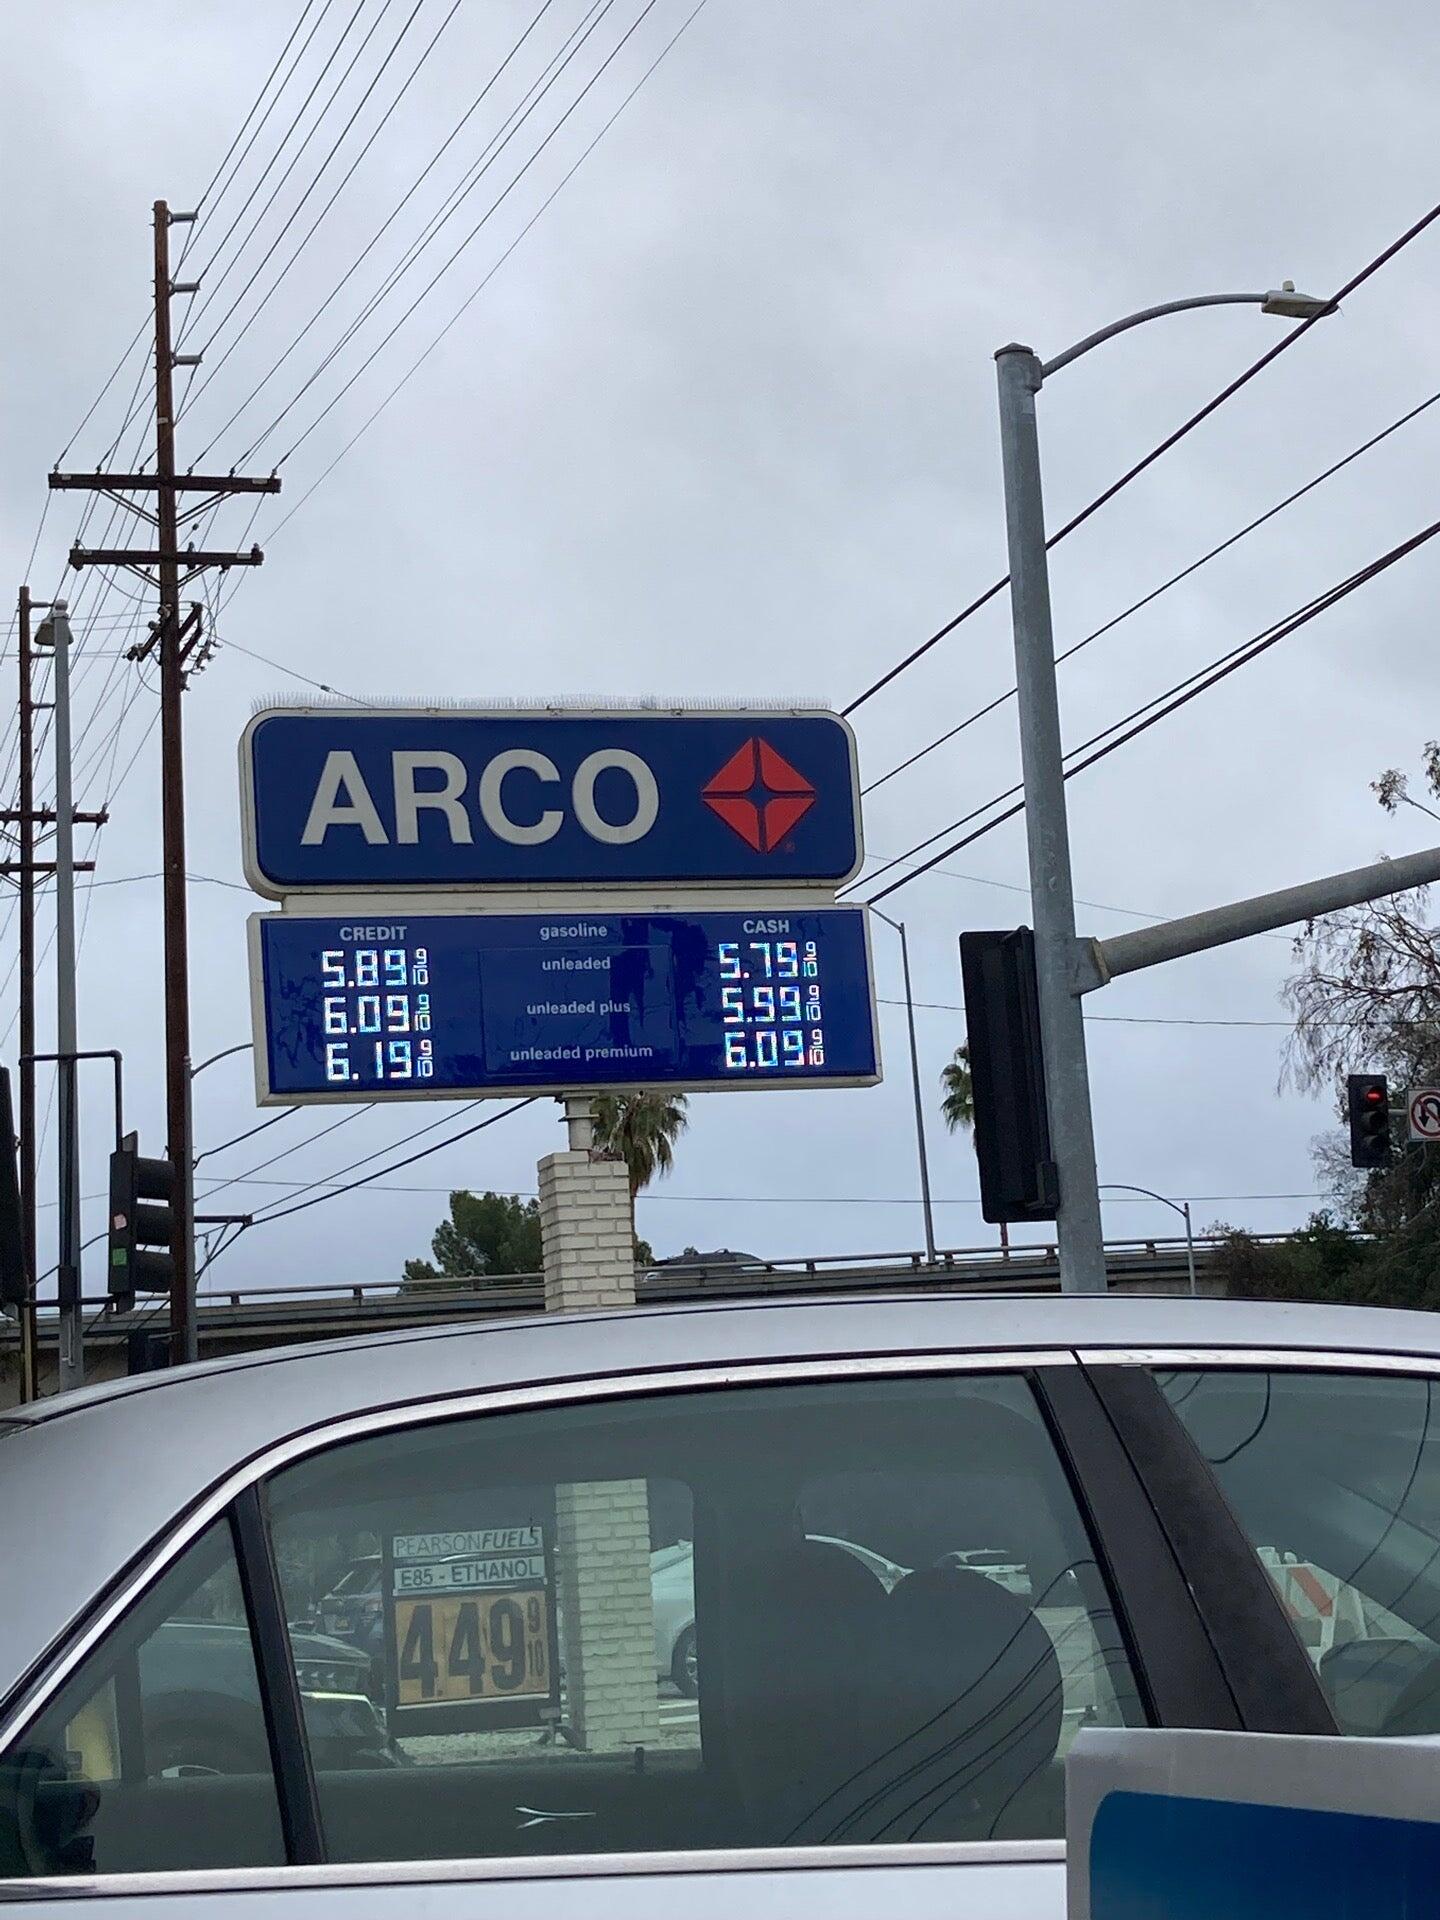 ARCO
CREDIT gasoline CASH
5.89 9/10 unleaded 5.79 9/10
6.09 9/10 unleaded plus 5.99 9/10
6.19 9/10 unleaded premium 6.09 9/10
PEARSON FUELS
E85 - ETHANOL
4.49 9/10